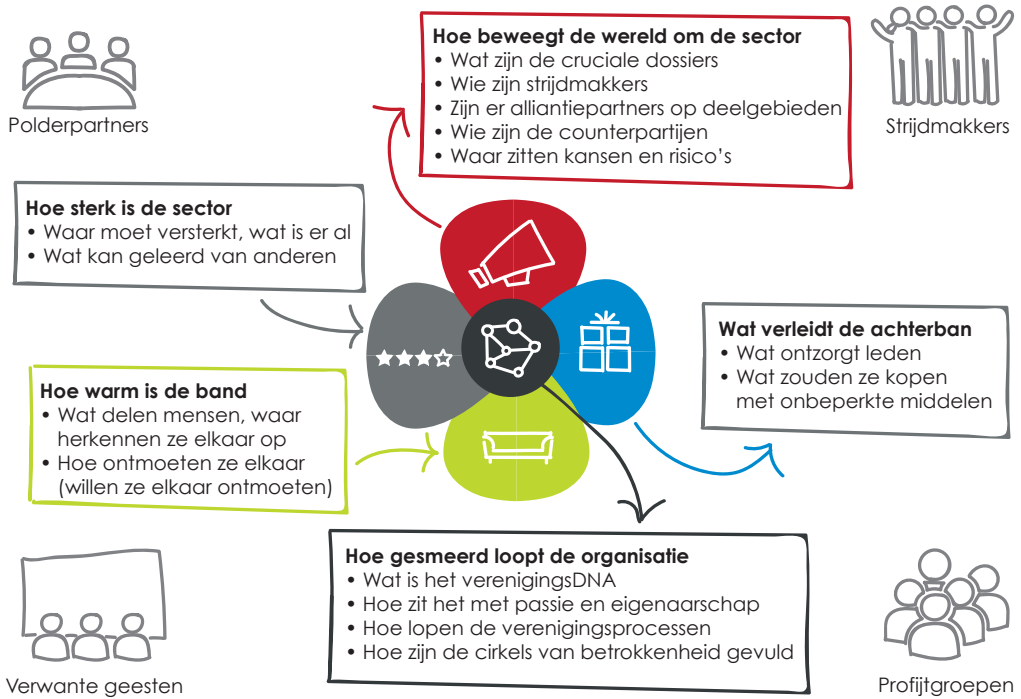 Polderpartners
Hoe beweegt de wereld om de sector
• Wat zijn de cruciale dossiers
• Wie zijn strijdmakkers
• Zijn er alliantiepartners op deelgebieden
• Wie zijn de counterpartijen
• Waar zitten kansen en risico's
Strijdmakkers
Hoe sterk is de sector
• Waar moet versterkt, wat is er al
• Wat kan geleerd van anderen
Wat verleidt de achterban
• Wat ontzorgt leden
• Wat zouden ze kopen
met onbeperkte middelen
Hoe warm is de band
• Wat delen mensen, waar
herkennen ze elkaar op
• Hoe ontmoeten ze elkaar
(willen ze elkaar ontmoeten)
Hoe gesmeerd loopt de organisatie
• Wat is het verenigingsDNA
• Hoe zit het met passie en eigenaarschap
• Hoe lopen de verenigingsprocessen
• Hoe zijn de cirkels van betrokkenheid gevuld
Verwante geesten
Profijtgroepen